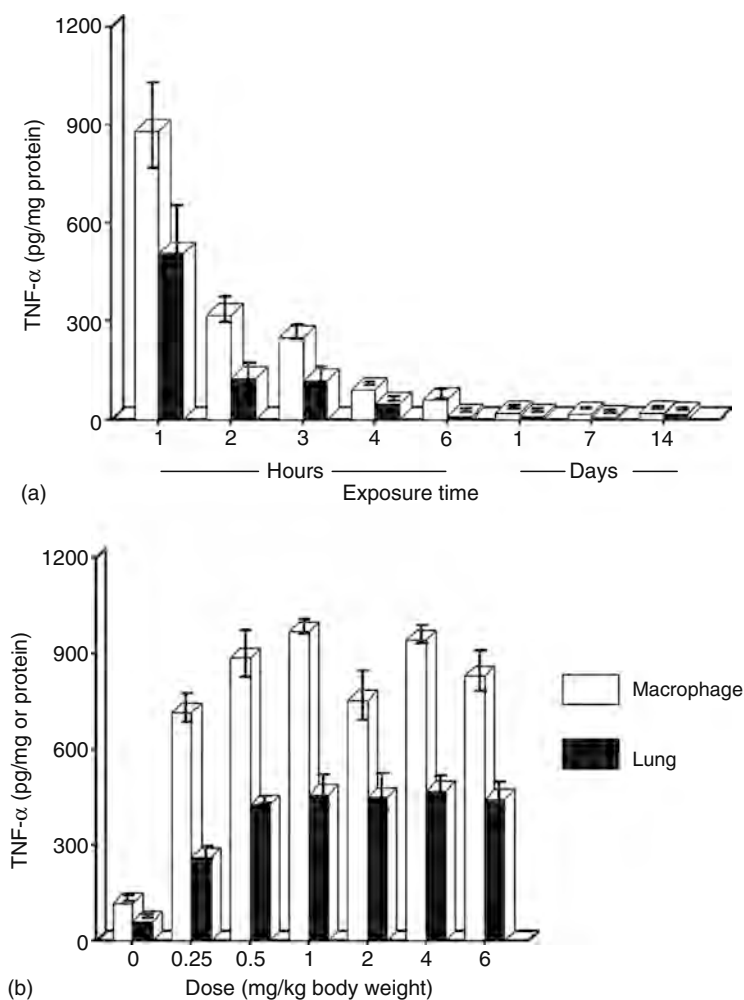 1200
900
600
300
0
TNF-α (pg/mg protein)
1 2 3 4 6 1 7 14
Hours Days
Exposure time
(a)
1200
900
600
300
0
TNF-α (pg/mg or protein)
Macrophage
Lung
0 0.25 0.5 1 2 4 6
Dose (mg/kg body weight)
(b)